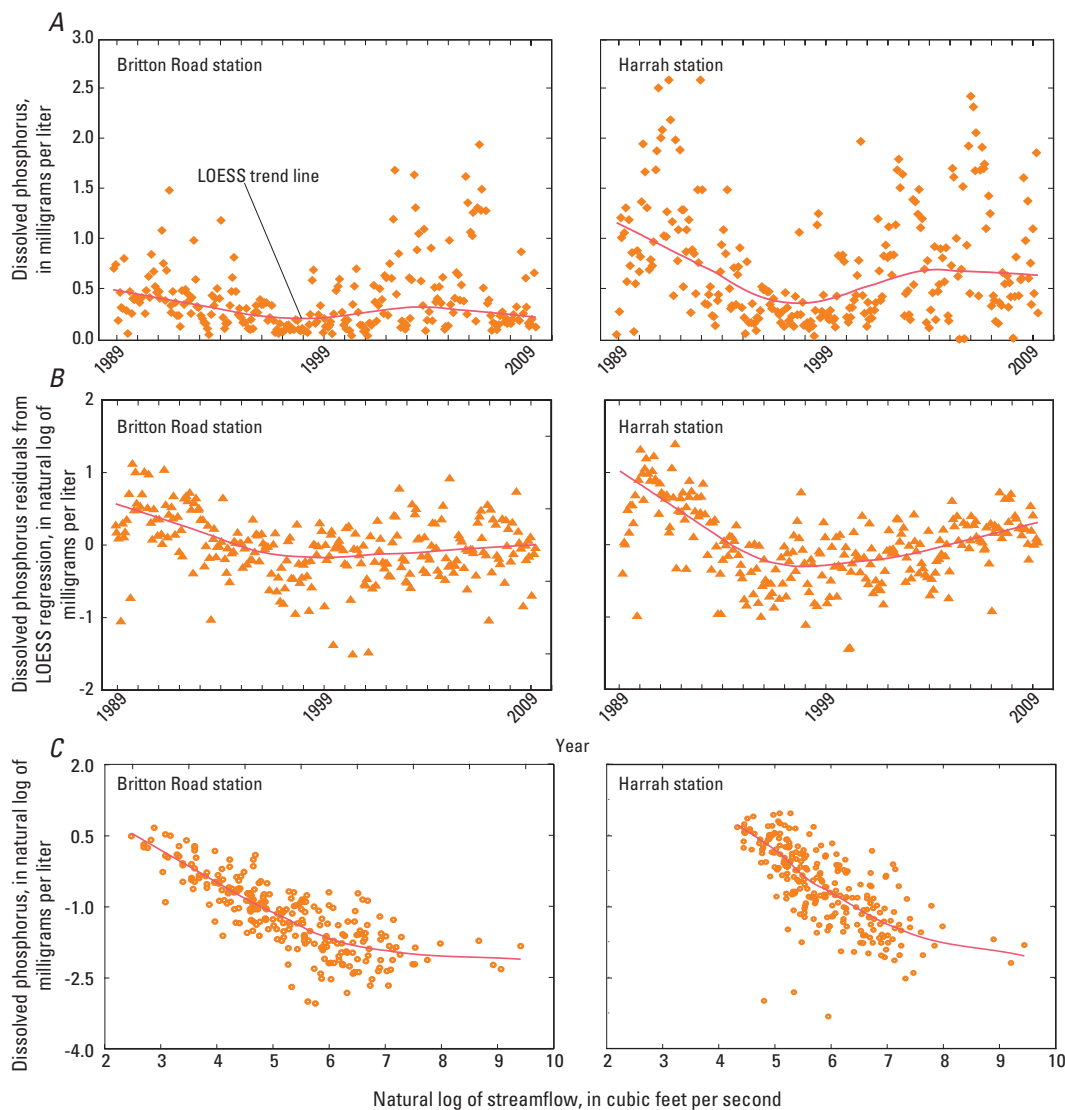 A
Dissolved phosphorus,
in milligrams per liter
3.0
2.5
2.0
1.5
1.0
0.5
0.0
Britton Road station
LOESS trend line
1989
1999
2009
Harrah station
1989
1999
2009
B
Dissolved phosphorus residuals from
LOESS regression, in natural log of
milligrams per liter
2
1
0
-1
-2
Britton Road station
1989
1999
2009
Harrah station
1989
1999
2009
Year
C
Dissolved phosphorus, in natural log of
milligrams per liter
2.0
0.5
-1.0
-2.5
-4.0
Britton Road station
2 3 4 5 6 7 8 9 10
Harrah station
2 3 4 5 6 7 8 9 10
Natural log of streamflow, in cubic feet per second